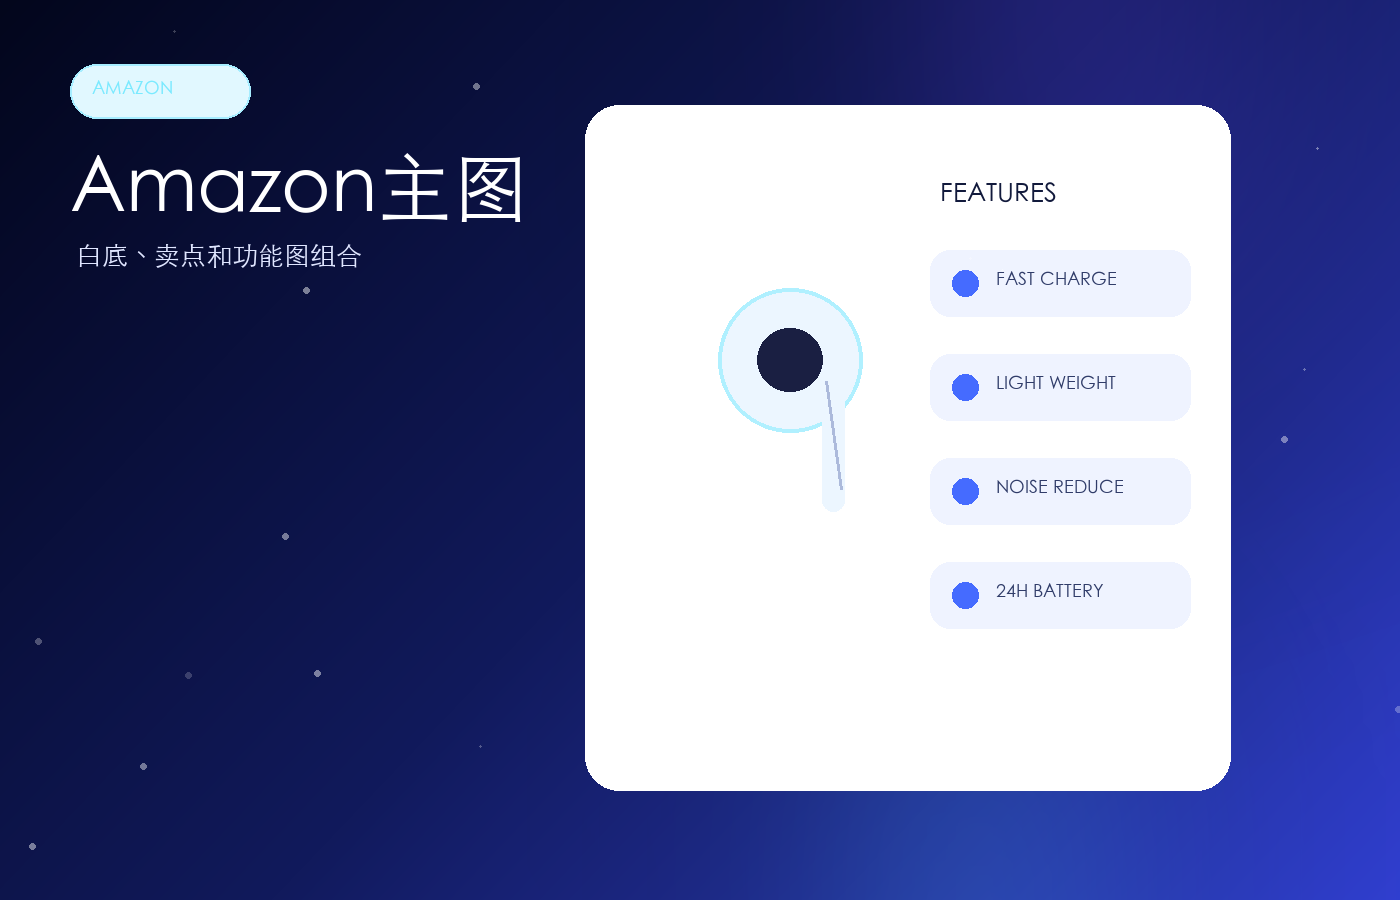 AMAZON
Amazon主图
白底、卖点和功能图组合
FEATURES
FAST CHARGE
LIGHT WEIGHT
NOISE REDUCE
24H BATTERY